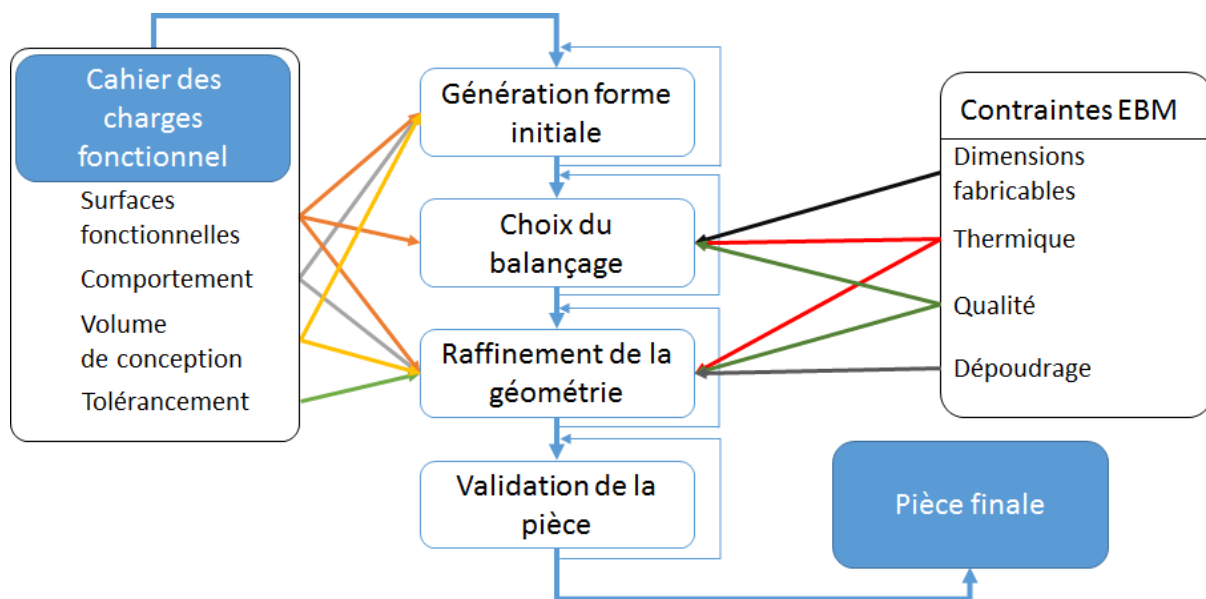 Cahier des
charges
fonctionnel
Surfaces
fonctionnelles
Comportement
Volume
de conception
Tolérancement
Génération forme
initiale
Choix du
balançage
Raffinement de la
géométrie
Validation de la
pièce
Contraintes EBM
Dimensions
fabricables
Thermique
Qualité
Dépoudrage
Pièce finale